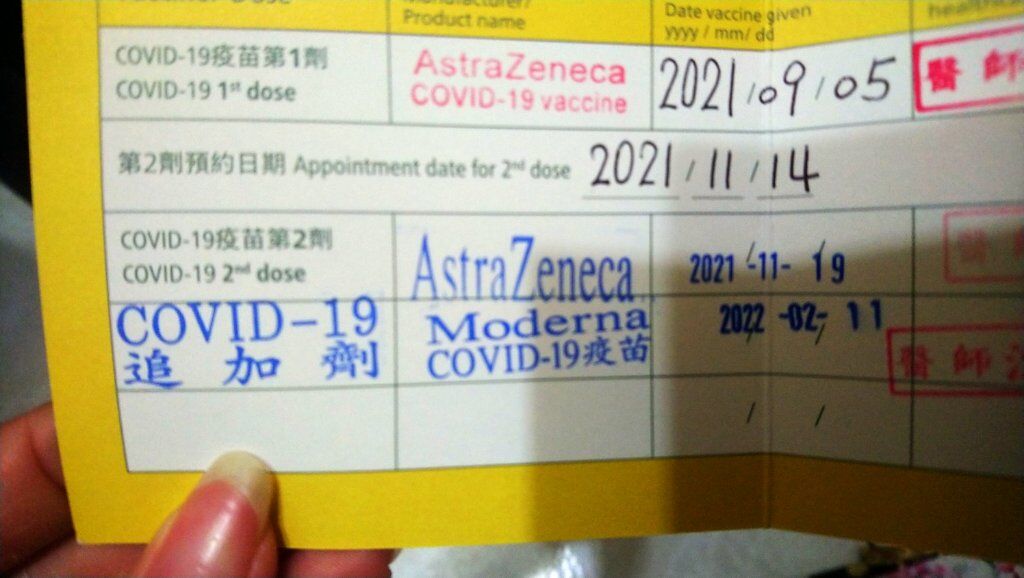 Product name
Date vaccine given
yyyy / mm/ dd
COVID-19疫苗第1劑
COVID-19 1st dose
AstraZeneca
COVID-19 vaccine
2021/09/05
醫師
第2劑預約日期 Appointment date for 2nd dose 2021/11/14
COVID-19疫苗第2劑
COVID-19 2nd dose
AstraZeneca
2021-11-19
COVID-19
追加劑
Moderna
COVID-19疫苗
2022-02-11
醫師
/ /